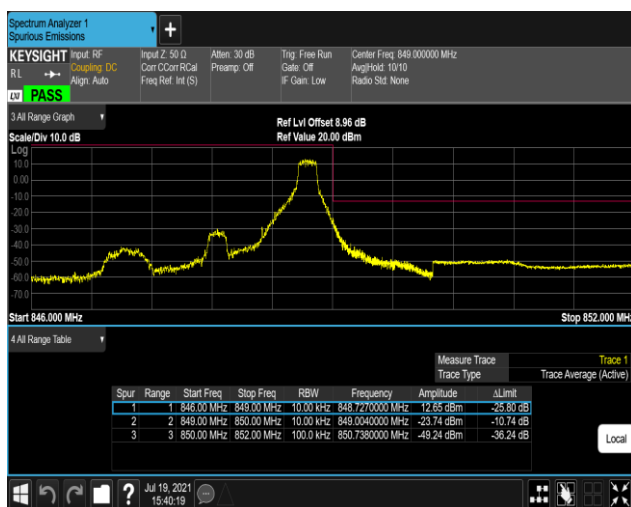 Spectrum Analyzer 1
Spurious Emissions
+
KEYSIGHT Input: RF Input Z: 50 Ω Atten: 30 dB Trig: Free Run Center Freq: 849.000000 MHz
RL Coupling: DC Corr CCorr RCal Preamp: Off Gate: Off Avg|Hold: 10/10
Align: Auto Freq Ref: Int (S) IF Gain: Low Radio Std: None
LXI PASS
3 All Range Graph
Ref Lvl Offset 8.96 dB
Scale/Div 10.0 dB Ref Value 20.00 dBm
Log
10.0
0.00
-10.0
-20.0
-30.0
-40.0
-50.0
-60.0
-70.0
Start 846.000 MHz Stop 852.000 MHz
4 All Range Table
Measure Trace Trace 1
Trace Type Trace Average (Active)
Spur Range Start Freq Stop Freq RBW Frequency Amplitude ΔLimit
1 1 846.00 MHz 849.00 MHz 10.00 kHz 848.7270000 MHz 12.65 dBm -25.80 dB
2 2 849.00 MHz 850.00 MHz 10.00 kHz 849.0040000 MHz -23.74 dBm -10.74 dB
3 3 850.00 MHz 852.00 MHz 100.0 kHz 850.7380000 MHz -49.24 dBm -36.24 dB
Local
? Jul 19, 2021
15:40:19